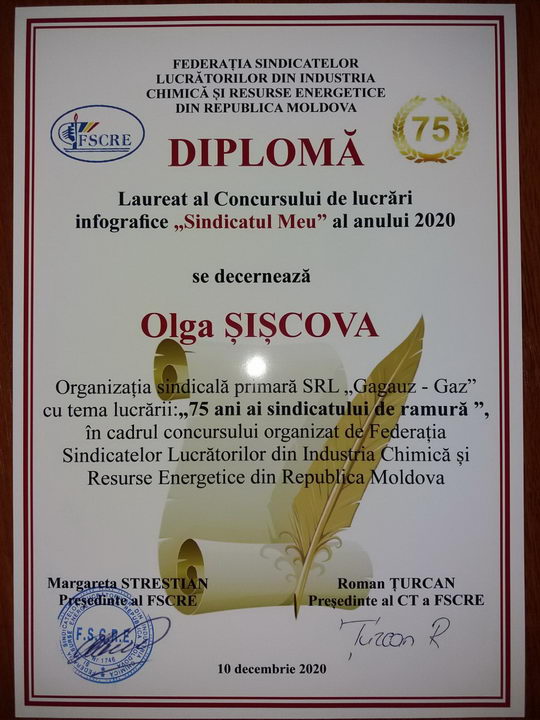 FEDERAȚIA SINDICATELOR
LUCRĂTORILOR DIN INDUSTRIA
CHIMICĂ ȘI RESURSE ENERGETICE
DIN REPUBLICA MOLDOVA
FSCRE
75
DIPLOMĂ
Laureat al Concursului de lucrări
infografice „Sindicatul Meu” al anului 2020
se decernează
Olga ȘIȘCOVA
Organizația sindicală primară SRL „Gagauz - Gaz”
cu tema lucrării:„75 ani ai sindicatului de ramură ”,
în cadrul concursului organizat de Federația
Sindicatelor Lucrătorilor din Industria Chimică și
Resurse Energetice din Republica Moldova
Margareta STRESTIAN
Președinte al FSCRE
Roman ȚURCAN
Președinte al CT a FSCRE
F.S.C.R.E.
Țurcan R
10 decembrie 2020